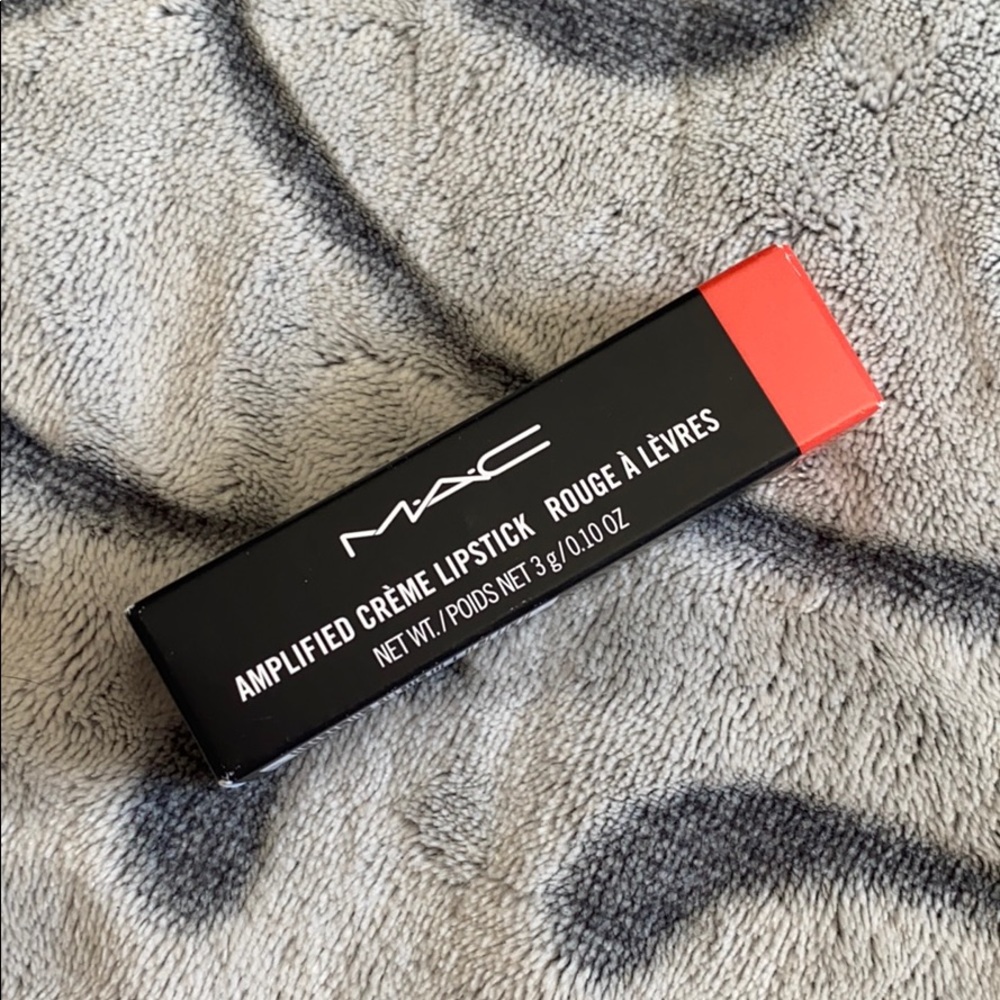 M·A·C
AMPLIFIED CRÈME LIPSTICK ROUGE À LÈVRES
NET WT./POIDS NET 3 g/0.10 OZ